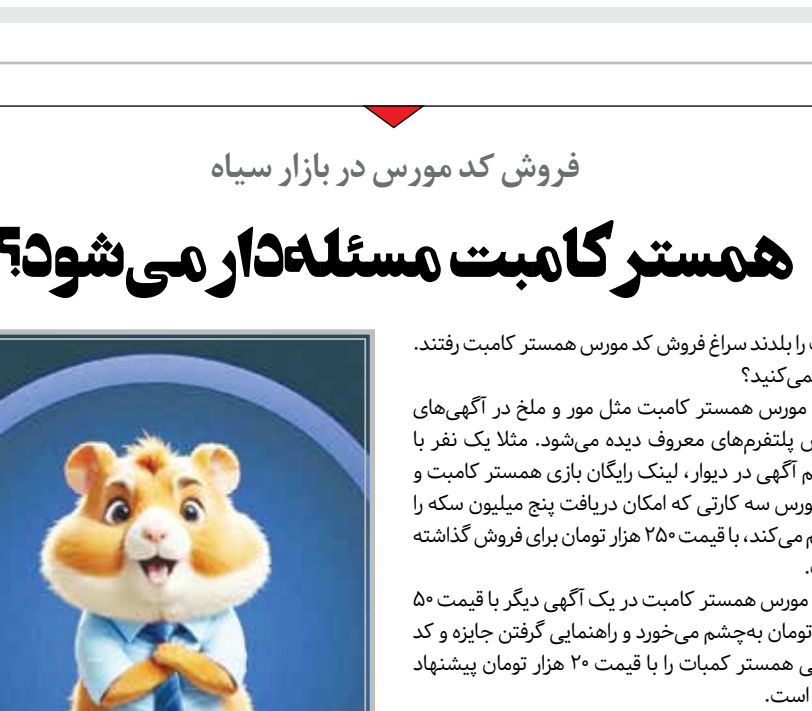 فروش کد مورس در بازار سیاه
همستر کامبت مسئله‌دار می‌شود؟
را بلدند سراغ فروش کد مورس همستر کامبت رفتند.
نمی‌کنید؟
مورس همستر کامبت مثل مور و ملخ در آگهی‌های
پلتفرم‌های معروف دیده می‌شود. مثلا یک نفر با
آگهی در دیوار، لینک رایگان بازی همستر کامبت و
سه کارتی که امکان دریافت پنج میلیون سکه را
می‌کند، با قیمت ۲۵۰ هزار تومان برای فروش گذاشته
مورس همستر کامبت در یک آگهی دیگر با قیمت ۵۰
تومان به‌چشم می‌خورد و راهنمایی گرفتن جایزه و کد
همستر کمبات را با قیمت ۲۰ هزار تومان پیشنهاد
است.